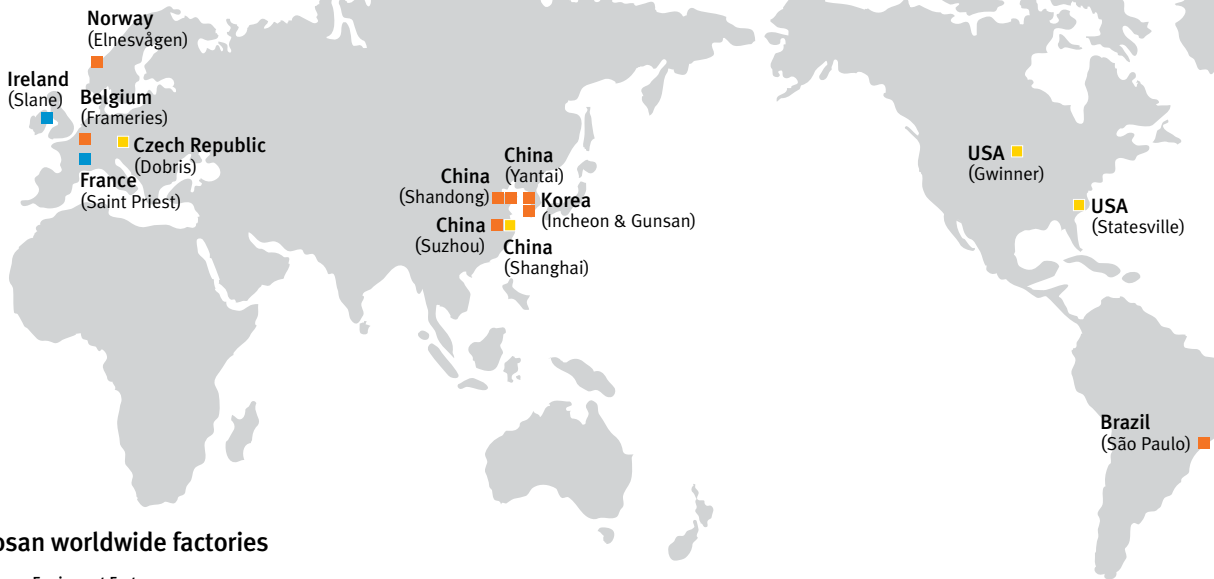 Norway
(Elnesvågen)
Ireland
(Slane)
Belgium
(Frameries)
Czech Republic
(Dobris)
France
(Saint Priest)
China
(Yantai)
China
(Shandong)
Korea
(Incheon & Gunsan)
China
(Suzhou)
China
(Shanghai)
USA
(Gwinner)
USA
(Statesville)
Brazil
(São Paulo)
osan worldwide factories